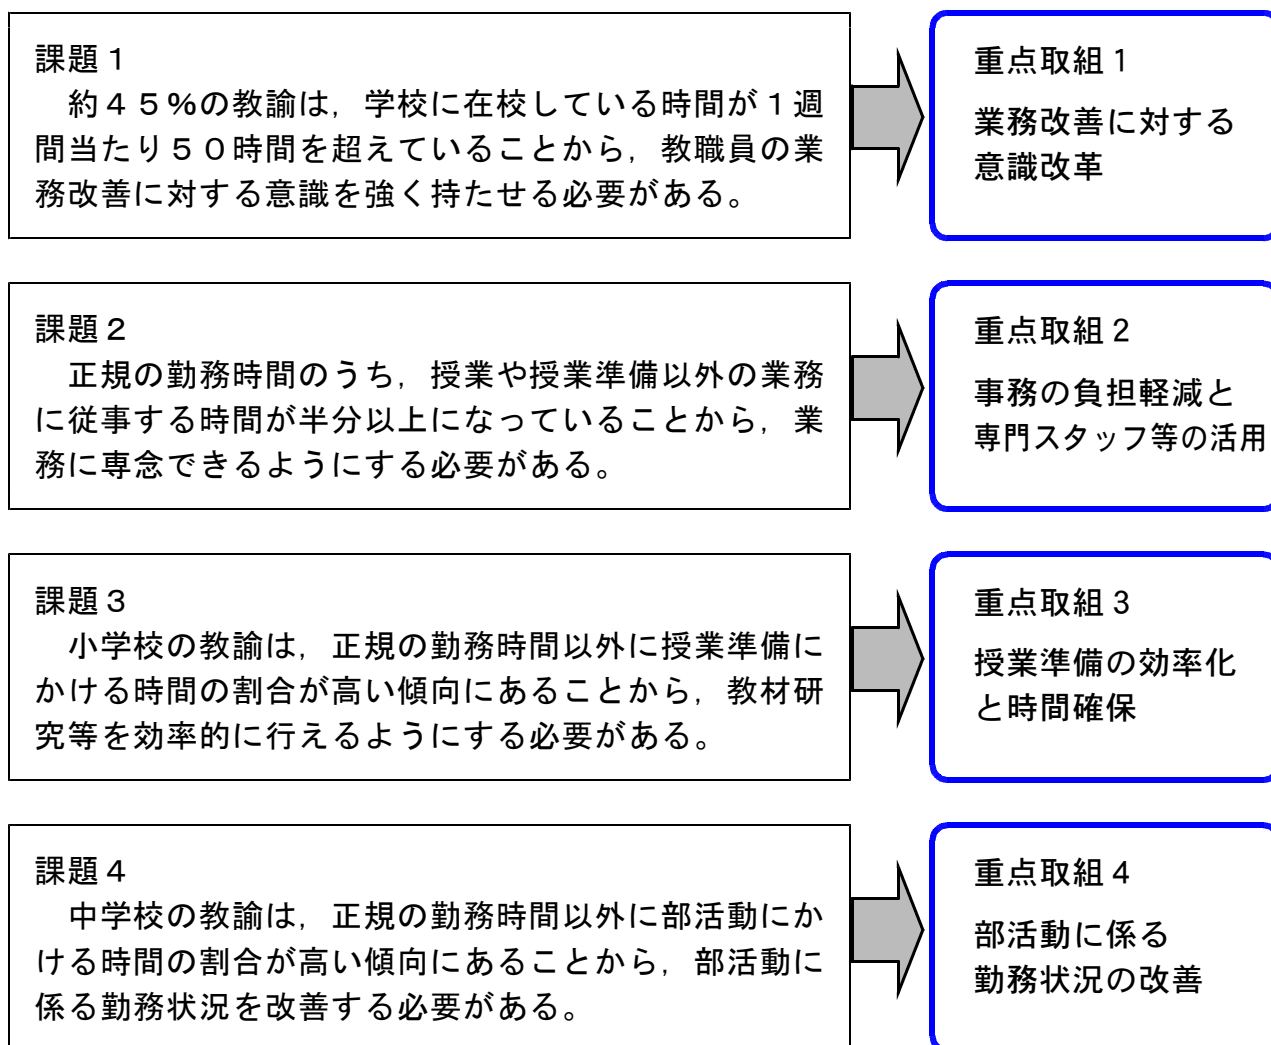 課題１
　約４５％の教諭は，学校に在校している時間が１週
間当たり５０時間を超えていることから，教職員の業
務改善に対する意識を強く持たせる必要がある。
重点取組１
業務改善に対する
意識改革
課題２
　正規の勤務時間のうち，授業や授業準備以外の業務
に従事する時間が半分以上になっていることから，業
務に専念できるようにする必要がある。
重点取組２
事務の負担軽減と
専門スタッフ等の活用
課題３
　小学校の教諭は，正規の勤務時間以外に授業準備に
かける時間の割合が高い傾向にあることから，教材研
究等を効率的に行えるようにする必要がある。
重点取組３
授業準備の効率化
と時間確保
課題４
　中学校の教諭は，正規の勤務時間以外に部活動にか
ける時間の割合が高い傾向にあることから，部活動に
係る勤務状況を改善する必要がある。
重点取組４
部活動に係る
勤務状況の改善